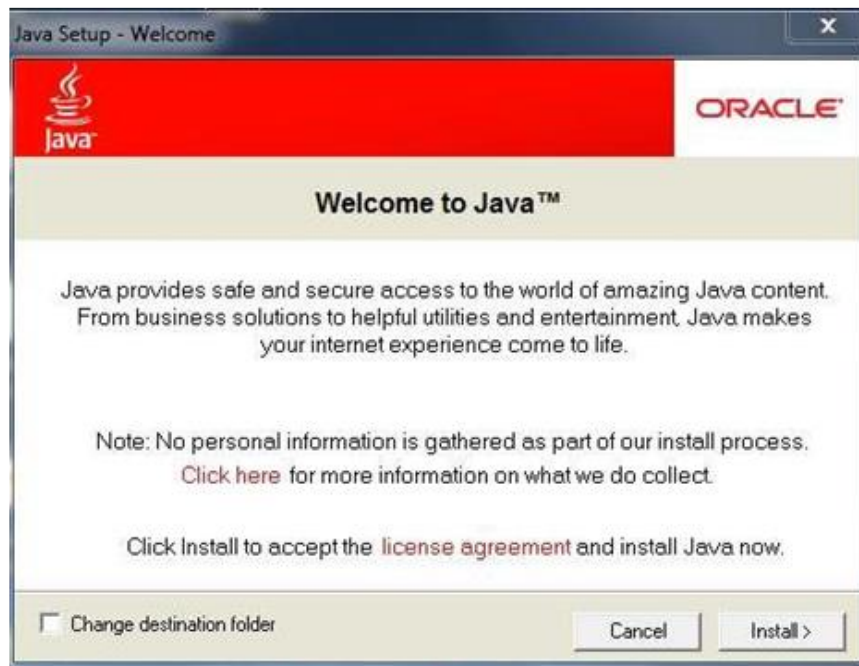 Java Setup - Welcome
Java™
ORACLE®
Welcome to Java™
Java provides safe and secure access to the world of amazing Java content.
From business solutions to helpful utilities and entertainment, Java makes
your internet experience come to life.
Note: No personal information is gathered as part of our install process.
Click here for more information on what we do collect.
Click Install to accept the license agreement and install Java now.
Change destination folder
Cancel
Install >